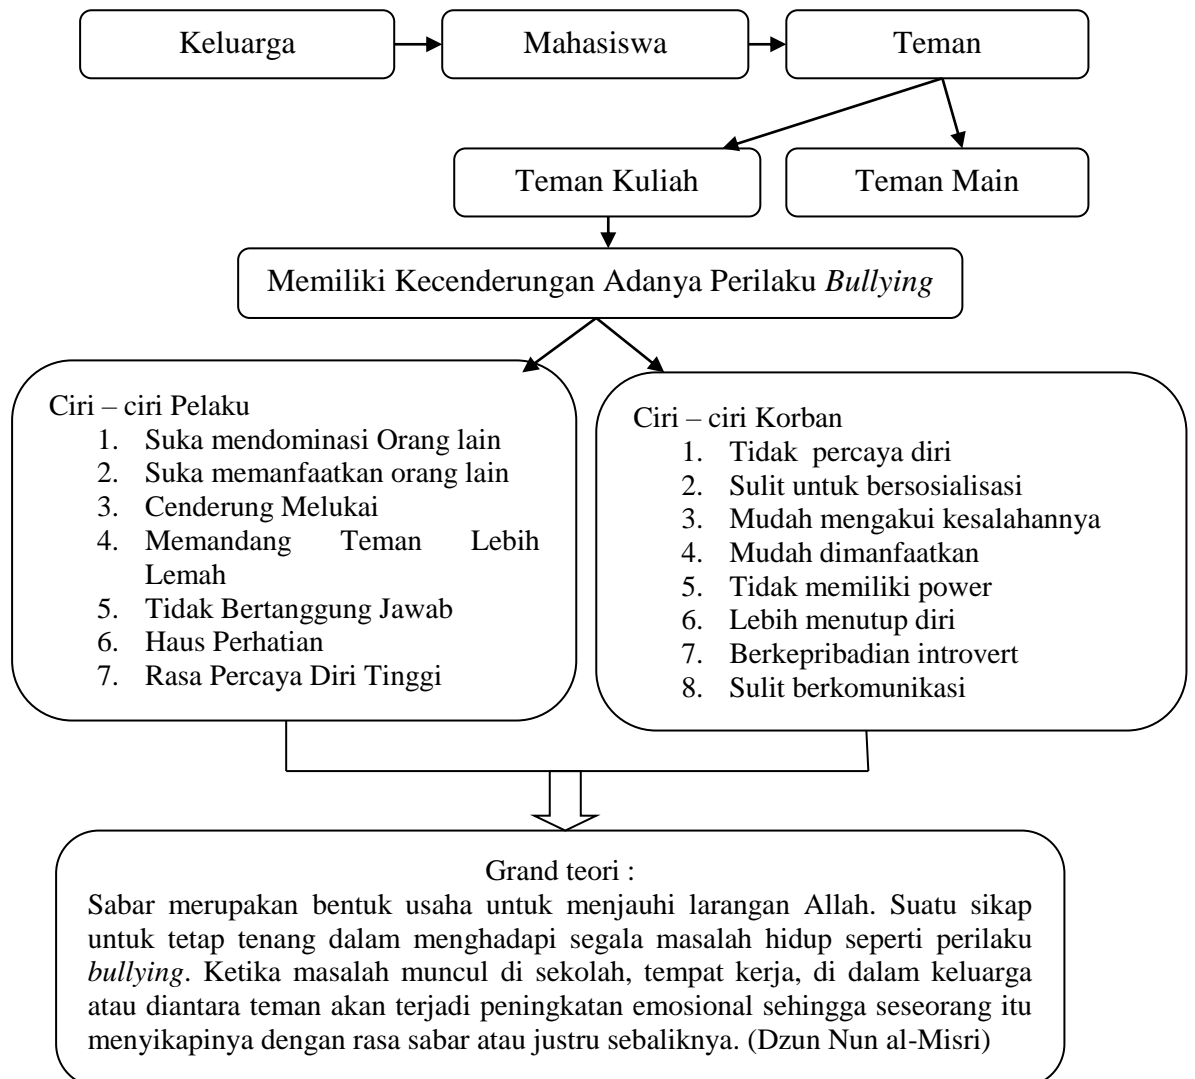 Keluarga
Mahasiswa
Teman
Teman Kuliah
Teman Main
Memiliki Kecenderungan Adanya Perilaku Bullying
Ciri – ciri Pelaku
1. Suka mendominasi Orang lain
2. Suka memanfaatkan orang lain
3. Cenderung Melukai
4. Memandang Teman Lebih
Lemah
5. Tidak Bertanggung Jawab
6. Haus Perhatian
7. Rasa Percaya Diri Tinggi
Ciri – ciri Korban
1. Tidak percaya diri
2. Sulit untuk bersosialisasi
3. Mudah mengakui kesalahannya
4. Mudah dimanfaatkan
5. Tidak memiliki power
6. Lebih menutup diri
7. Berkepribadian introvert
8. Sulit berkomunikasi
Grand teori :
Sabar merupakan bentuk usaha untuk menjauhi larangan Allah. Suatu sikap
untuk tetap tenang dalam menghadapi segala masalah hidup seperti perilaku
bullying. Ketika masalah muncul di sekolah, tempat kerja, di dalam keluarga
atau diantara teman akan terjadi peningkatan emosional sehingga seseorang itu
menyikapinya dengan rasa sabar atau justru sebaliknya. (Dzun Nun al-Misri)